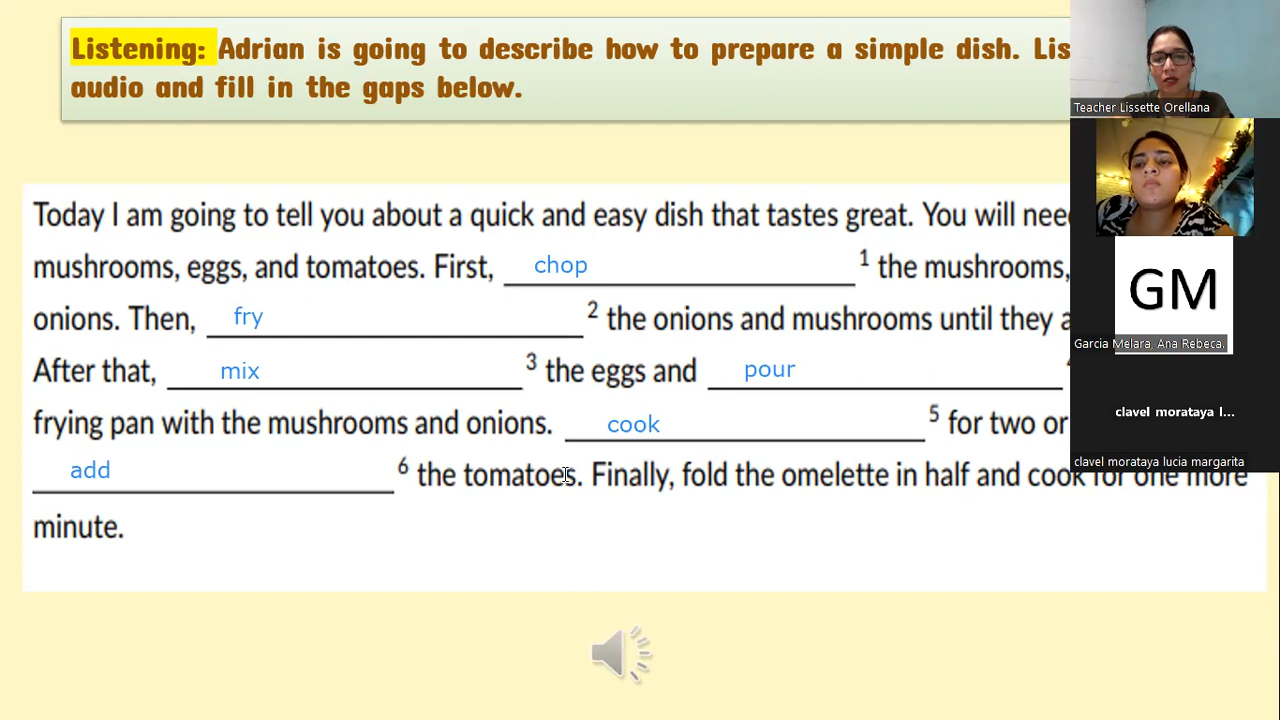 Listening: Adrian is going to describe how to prepare a simple dish. Lis
audio and fill in the gaps below.
Today I am going to tell you about a quick and easy dish that tastes great. You will
mushrooms, eggs, and tomatoes. First, chop 1 the mushrooms,
onions. Then, fry 2 the onions and mushrooms until they
After that, mix 3 the eggs and pour
frying pan with the mushrooms and onions. cook 5 for two or
add 6 the tomatoes. Finally, fold the omelette in half and cook for one more
minute.
Teacher Lissette Orellana
GM
Garcia Melara, Ana Rebeca.
clavel morataya l...
clavel morataya lucia margarita